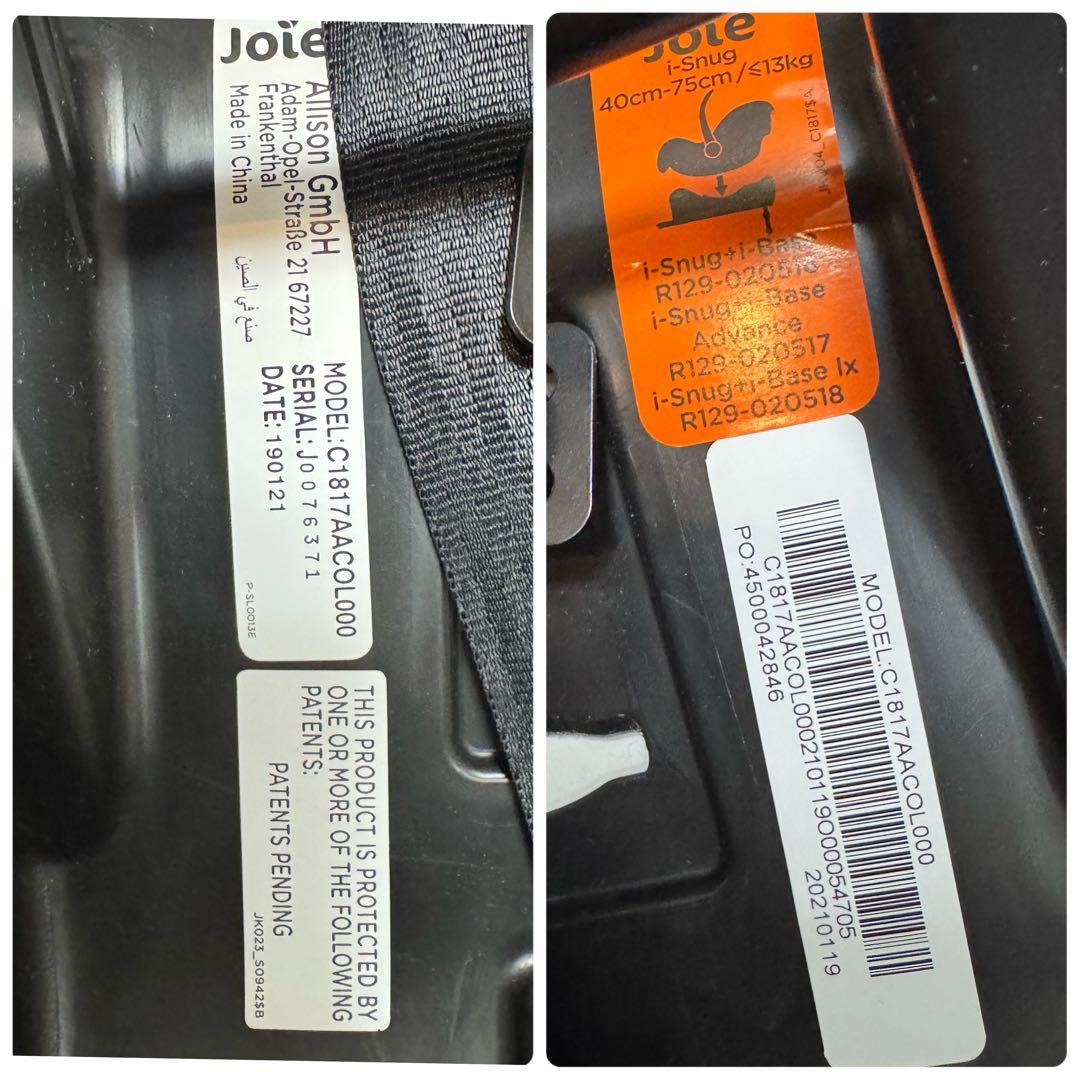 Joie
Allison GmbH
Adam-Opel-Straße 21 67227
Frankenthal
Made in China
صنع في الصين
MODEL:C1817AACOL000
SERIAL:J0076371
DATE:190121
P-SL0013E
THIS PRODUCT IS PROTECTED BY
ONE OR MORE OF THE FOLLOWING
PATENTS:
PATENTS PENDING
JK023_S0942$B
Joie
i-Snug
40cm-75cm/≤13kg
C1817$A
i-Snug+i-Base
R129-020516
i-Snug+i-Base
Advance
R129-020517
i-Snug+i-Base lx
R129-020518
MODEL:C1817AACOL000
C1817AACOL00021011900054705
PO:4500042846
20210119